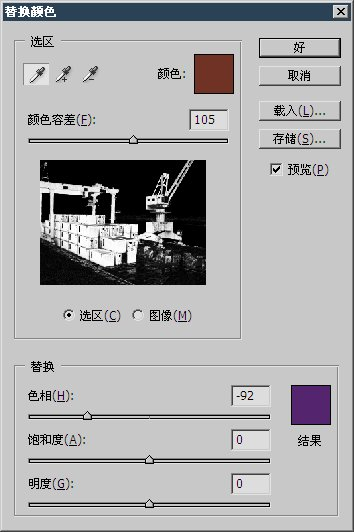 替换颜色
选区
好
颜色:
取消
颜色容差(F): 105
载入(L)...
存储(S)...
预览(P)
选区(C) 图像(M)
替换
色相(H): -92
饱和度(A): 0
结果
明度(G): 0